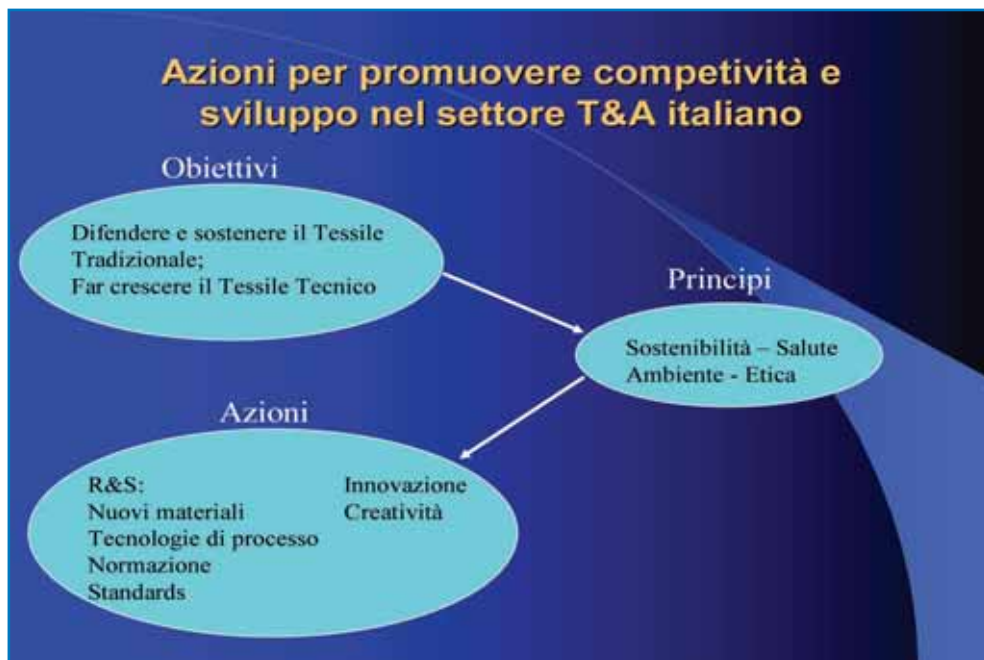 Azioni per promuovere competività e
sviluppo nel settore T&A italiano
Obiettivi
Difendere e sostenere il Tessile
Tradizionale;
Far crescere il Tessile Tecnico
Principi
Sostenibilità – Salute
Ambiente - Etica
Azioni
R&S:
Nuovi materiali
Tecnologie di processo
Normazione
Standards
Innovazione
Creatività